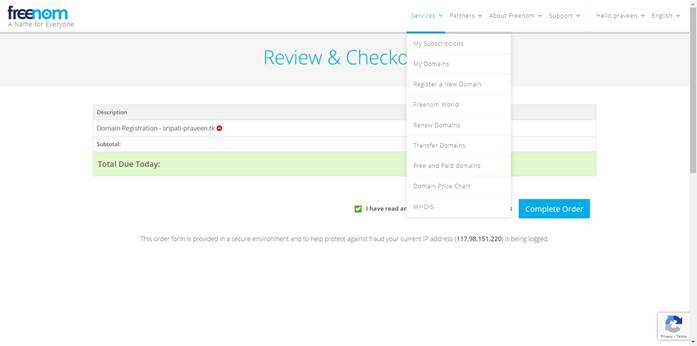 freenom
A Name for Everyone
Services Partners About Freenom Support Hello praveen English
My Subscriptions
My Domains
Register a New Domain
Freenom World
Renew Domains
Transfer Domains
Free and Paid domains
Domain Price Chart
WHOIS
Review & Checko
Description
Domain Registration - sripati-praveen.tk
Subtotal:
Total Due Today:
I have read an
s
Complete Order
This order form is provided in a secure environment and to help protect against fraud your current IP address (117.98.151.220) is being logged.
Privacy - Terms